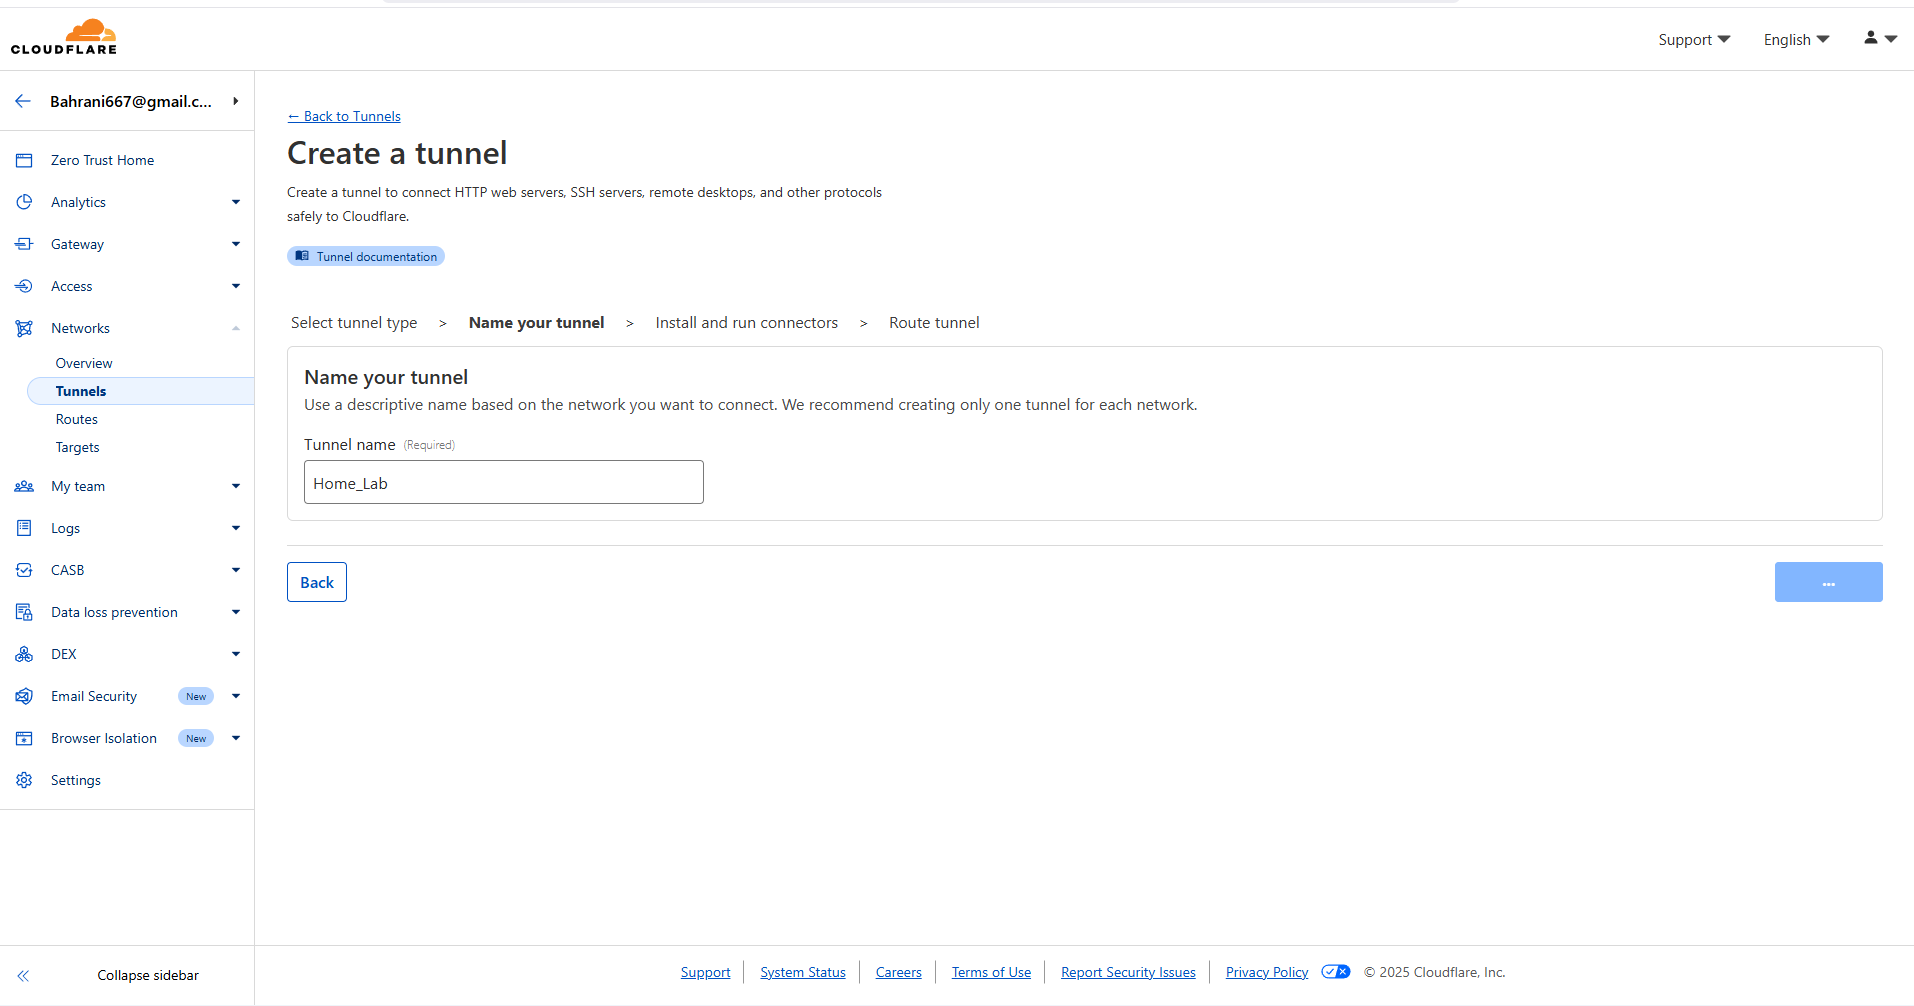 CLOUDFLARE
Support
English
Bahrani667@gmail.c...
Zero Trust Home
Analytics
Gateway
Access
Networks
Overview
Tunnels
Routes
Targets
My team
Logs
CASB
Data loss prevention
DEX
Email Security New
Browser Isolation New
Settings
Collapse sidebar
← Back to Tunnels
Create a tunnel
Create a tunnel to connect HTTP web servers, SSH servers, remote desktops, and other protocols
safely to Cloudflare.
Tunnel documentation
Select tunnel type > Name your tunnel > Install and run connectors > Route tunnel
Name your tunnel
Use a descriptive name based on the network you want to connect. We recommend creating only one tunnel for each network.
Tunnel name (Required)
Home_Lab
Back
...
Support System Status Careers Terms of Use Report Security Issues Privacy Policy © 2025 Cloudflare, Inc.